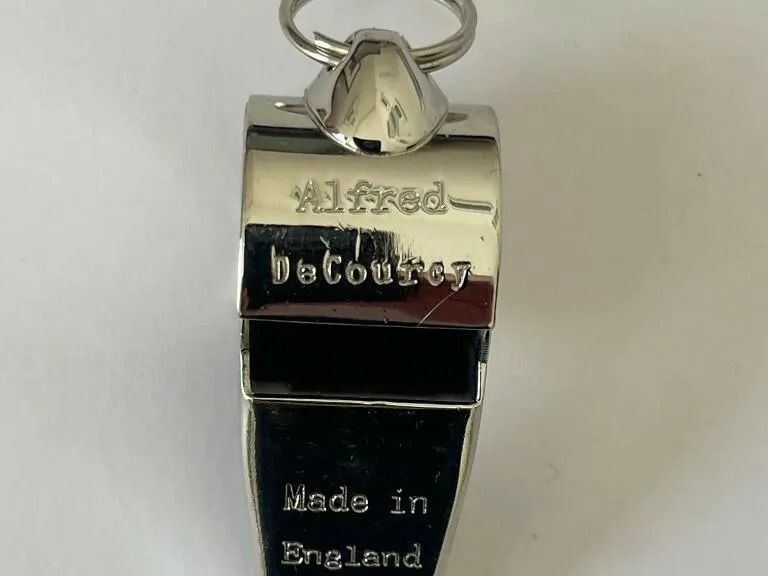 Alfred
DeCourcy
Made in
England